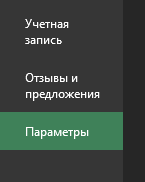 Учетная
запись
Отзывы и
предложения
Параметры